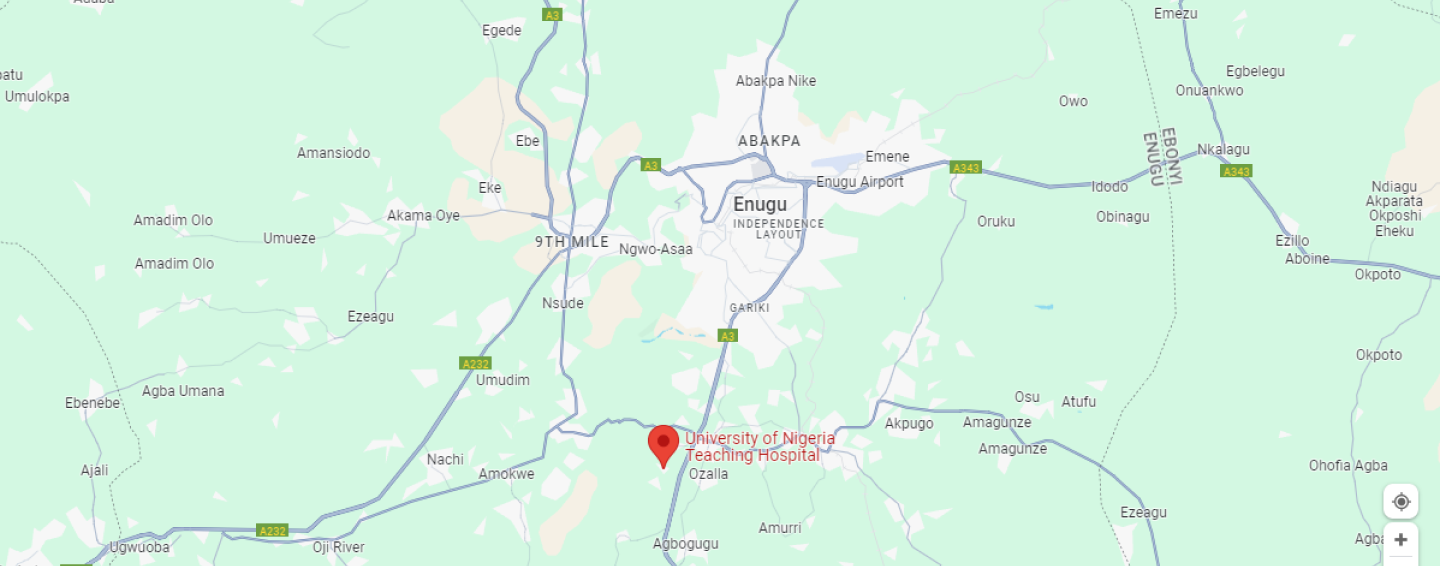 A3
Emezu
Egede
Egbelegu
Abakpa Nike
Onuankwo
Umulokpa
Owo
Ebe
ABAKPA
EBONYI
ENUGU
Amansiodo
Emene
Nkalagu
A3
A343
A343
Eke
Enugu Airport
Idodo
Ndiagu
Akparata
Okposhi
Eheku
Enugu
Akama Oye
Amadim Olo
INDEPENDENCE
LAYOUT
Oruku
Obinagu
Umueze
9TH MILE
Ngwo-Asaa
Ezillo
Aboine
Amadim Olo
Okpoto
Nsude
GARIKI
Ezeagu
A3
Okpoto
A232
Umudim
Agba Umana
Ebenebe
Osu
Atufu
Akpugo
Amagunze
University of Nigeria
Teaching Hospital
Amagunze
Nachi
Ajali
Amokwe
Ozalla
Ohofia Agba
Ezeagu
A232
Amurri
Ugwuoba
Oji River
Agbogugu